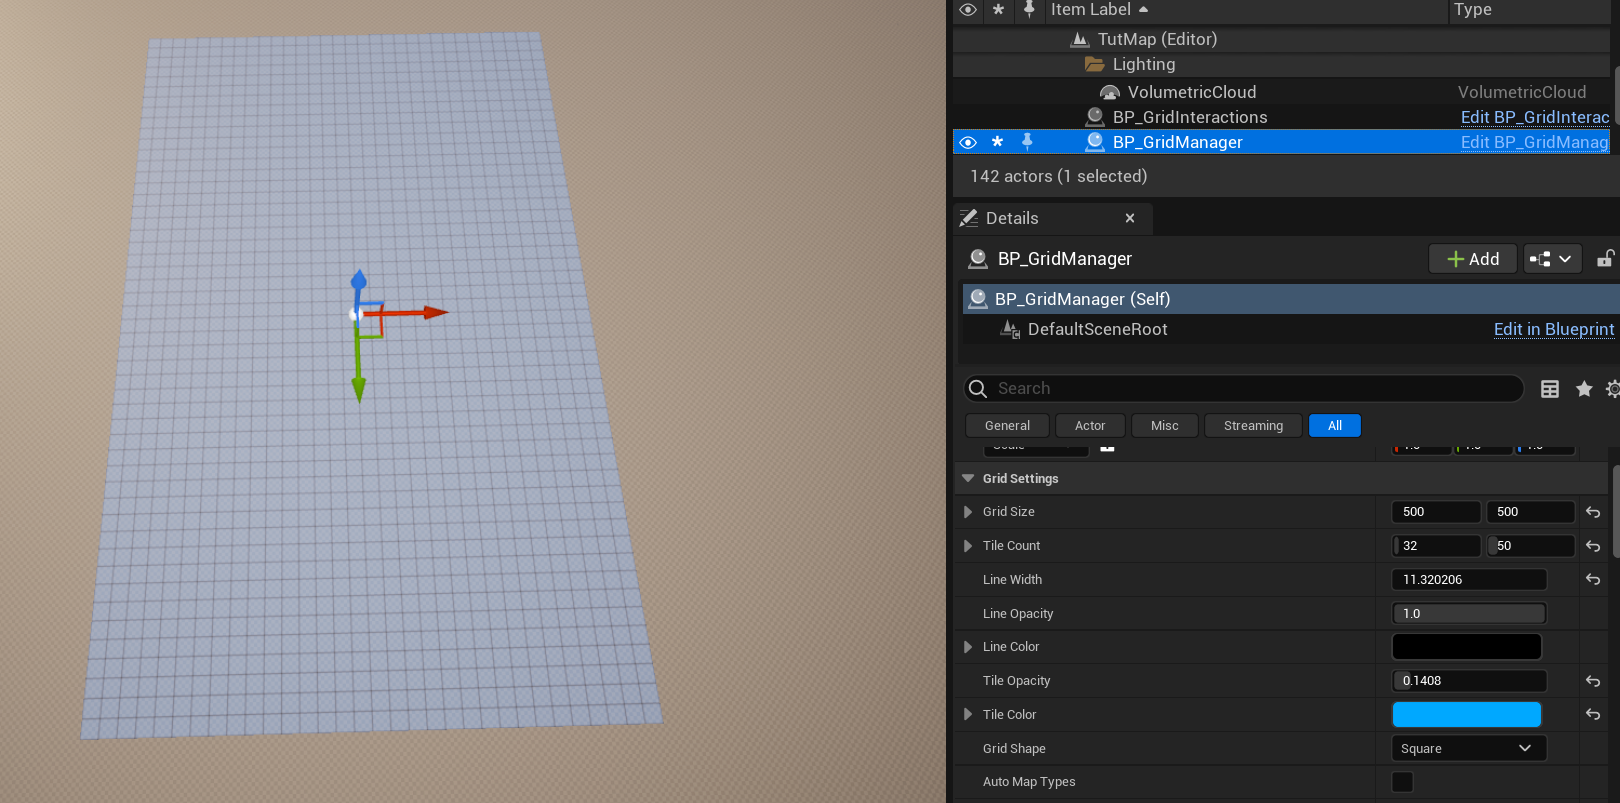 Item Label Type
TutMap (Editor)
Lighting
VolumetricCloud VolumetricCloud
BP_GridInteractions Edit BP_GridInterac
BP_GridManager Edit BP_GridManag
142 actors (1 selected)
Details
BP_GridManager Add
BP_GridManager (Self)
DefaultSceneRoot Edit in Blueprint
Search
General Actor Misc Streaming All
Grid Settings
Grid Size 500 500
Tile Count 32 50
Line Width 11.320206
Line Opacity 1.0
Line Color
Tile Opacity 0.1408
Tile Color
Grid Shape Square
Auto Map Types